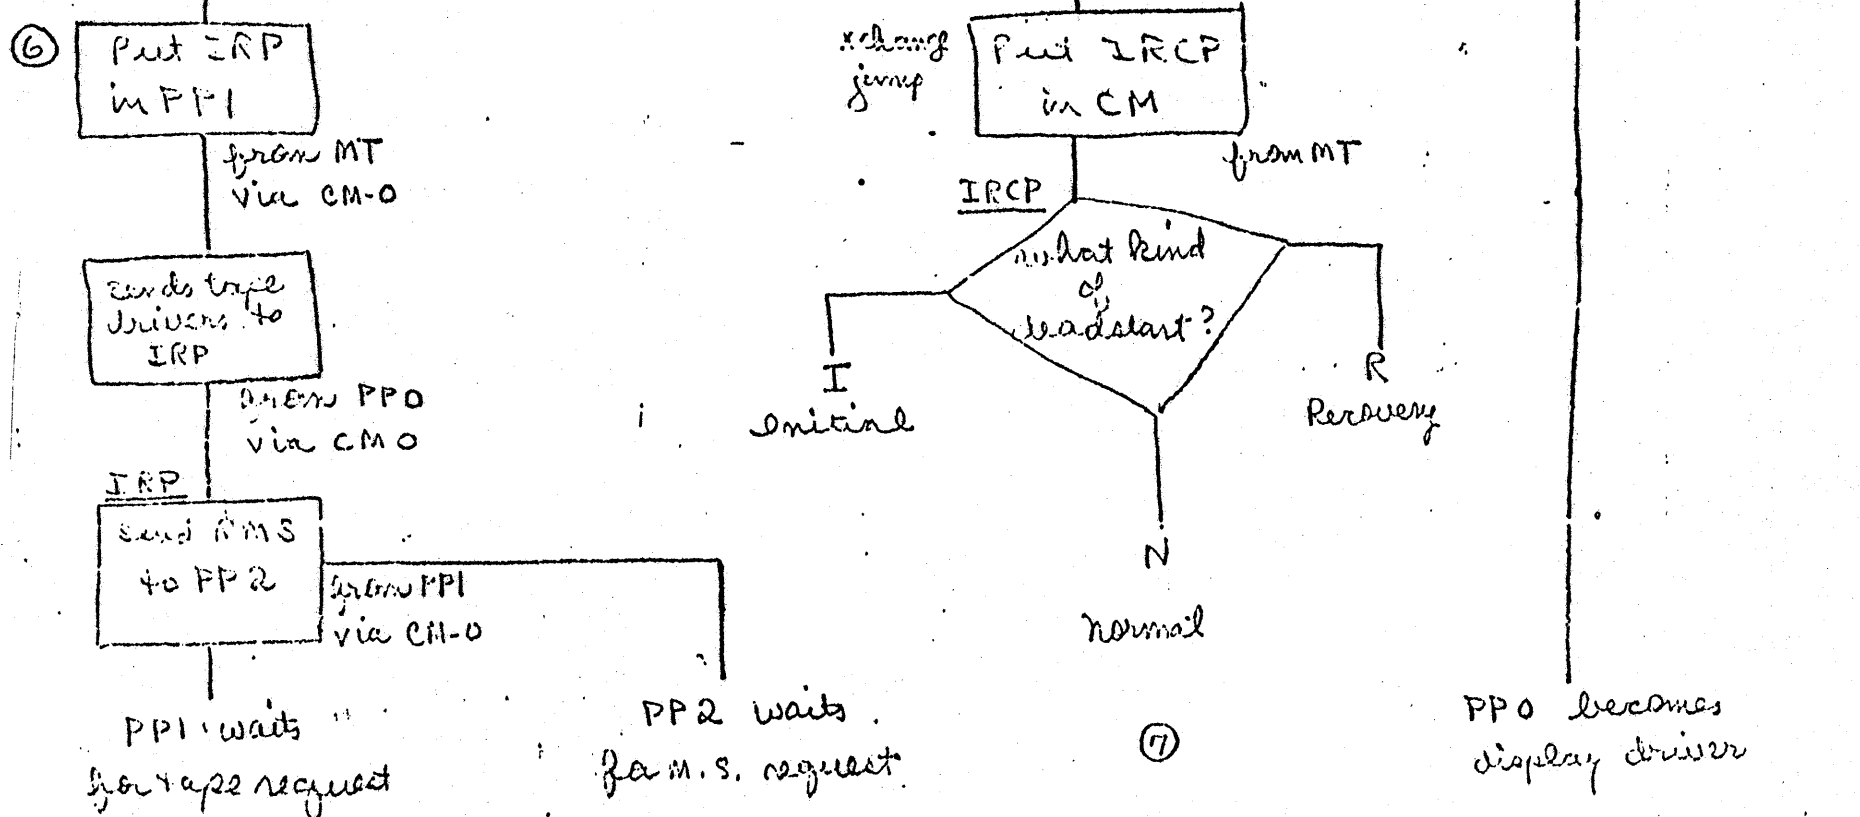 6
Put IRP
in PP1
from MT
via CM-0
sends tape
drivers to
IRP
from PP0
via CM0
IRP
send RMS
to PP2
from PP1
via CM-0
PP1 waits
for tape request
PP2 waits
for M.S. request
xchang
jump
Put IRCP
in CM
from MT
IRCP
what kind
of
deadstart?
I
Initial
R
Recovery
N
Normal
7
PP0 becomes
display driver